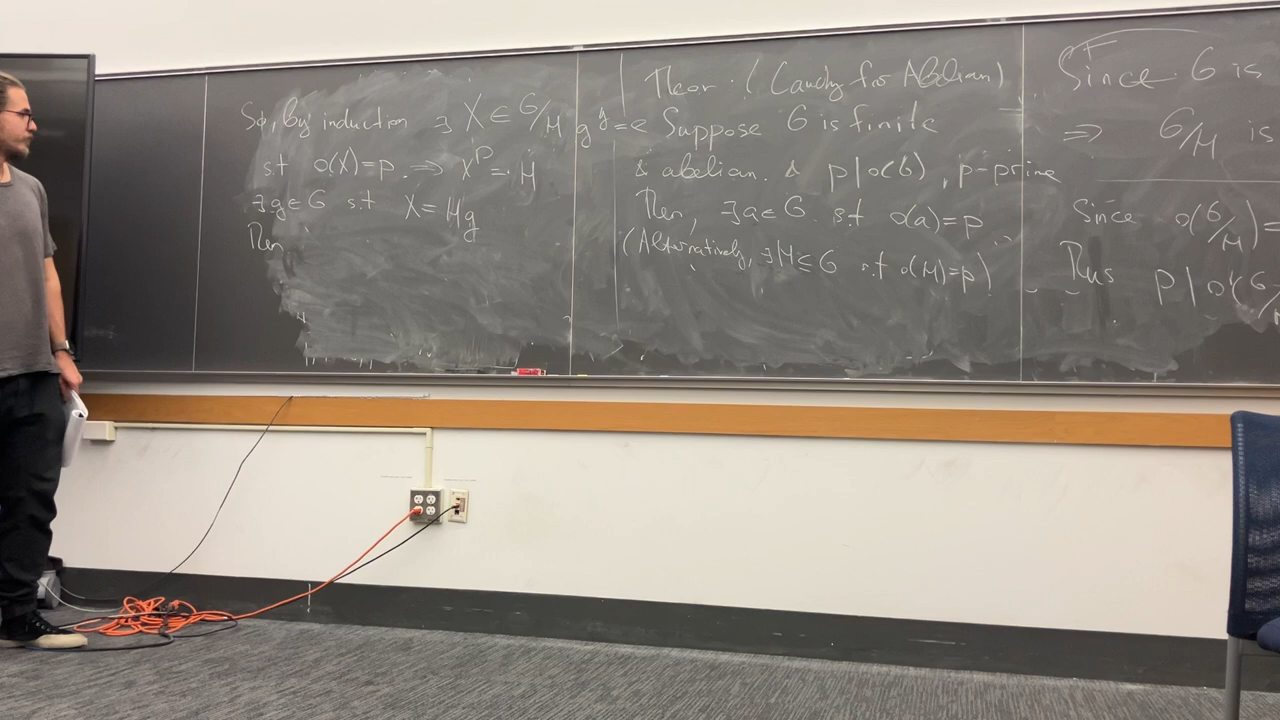 So, by induction ∃ X ∈ G/M
s.t o(X)=p. ⇒ X^p = M
∃ g ∈ G s.t X = Mg
Then
g^y = e
Theor. (Cauchy for Abelian)
Suppose G is finite
& abelian. & p | o(G), p-prime
Then, ∃ a ∈ G. s.t o(a)=p
(Alternatively, ∃ M ≤ G s.t o(M)=p)
Since G is
⇒ G/M is
Since o(G/M) =
Thus p | o(G/